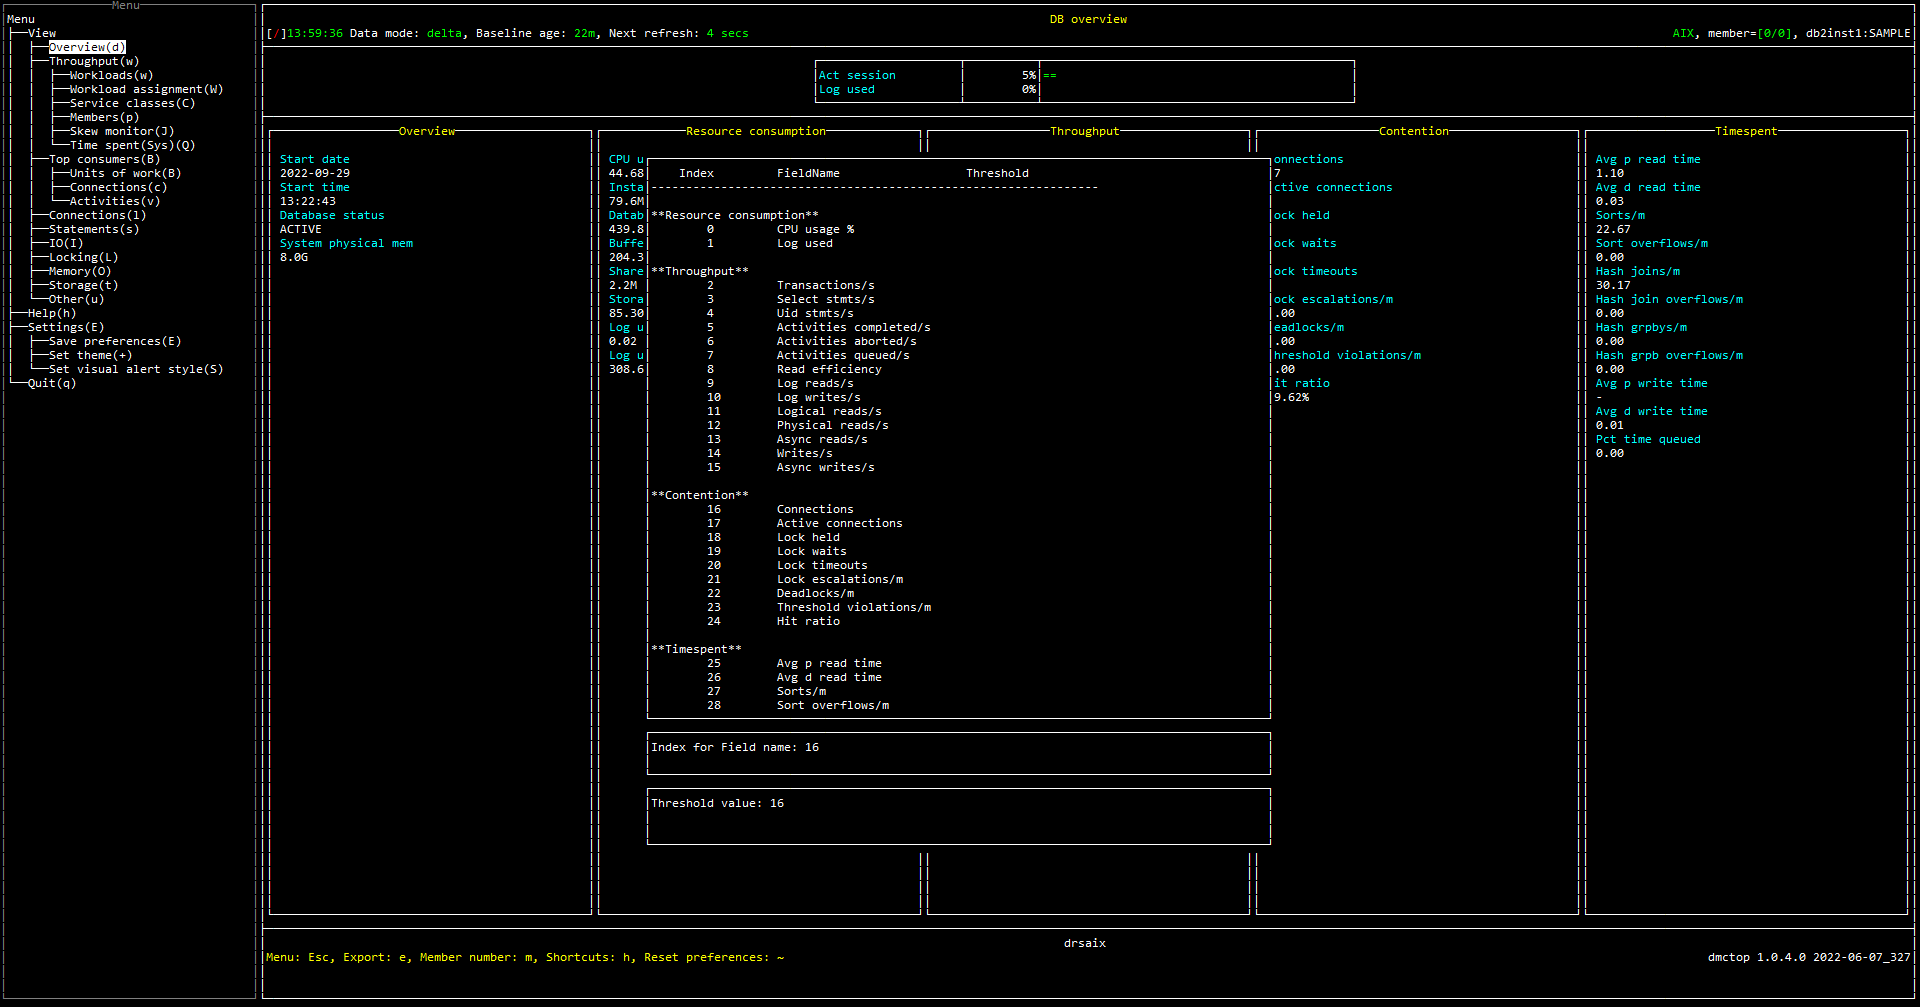 Menu
Menu
View
Overview(d)
Throughput(w)
Workloads(w)
Workload assignment(W)
Service classes(C)
Members(p)
Skew monitor(J)
Time spent(Sys)(Q)
Top consumers(B)
Units of work(B)
Connections(c)
Activities(v)
Connections(l)
Statements(s)
IO(I)
Locking(L)
Memory(O)
Storage(t)
Other(u)
Help(h)
Settings(E)
Save preferences(E)
Set theme(+)
Set visual alert style(S)
Quit(q)
DB overview
[/]13:59:36 Data mode: delta, Baseline age: 22m, Next refresh: 4 secs
AIX, member=[0/0], db2inst1:SAMPLE
Act session 5% ==
Log used 0%
Overview
Start date
2022-09-29
Start time
13:22:43
Database status
ACTIVE
System physical mem
8.0G
Resource consumption
CPU u
44.68
Insta
79.6M
Datab
439.8
Buffe
204.3
Share
2.2M
Stora
85.30
Log u
0.02
Log u
308.6
Throughput
Index FieldName Threshold
----------------------------------------------------------------
**Resource consumption**
0 CPU usage %
1 Log used
**Throughput**
2 Transactions/s
3 Select stmts/s
4 Uid stmts/s
5 Activities completed/s
6 Activities aborted/s
7 Activities queued/s
8 Read efficiency
9 Log reads/s
10 Log writes/s
11 Logical reads/s
12 Physical reads/s
13 Async reads/s
14 Writes/s
15 Async writes/s
**Contention**
16 Connections
17 Active connections
18 Lock held
19 Lock waits
20 Lock timeouts
21 Lock escalations/m
22 Deadlocks/m
23 Threshold violations/m
24 Hit ratio
**Timespent**
25 Avg p read time
26 Avg d read time
27 Sorts/m
28 Sort overflows/m
Index for Field name: 16
Threshold value: 16
Contention
onnections
7
ctive connections
ock held
ock waits
ock timeouts
ock escalations/m
.00
eadlocks/m
.00
hreshold violations/m
.00
it ratio
9.62%
Timespent
Avg p read time
1.10
Avg d read time
0.03
Sorts/m
22.67
Sort overflows/m
0.00
Hash joins/m
30.17
Hash join overflows/m
0.00
Hash grpbys/m
0.00
Hash grpb overflows/m
0.00
Avg p write time
-
Avg d write time
0.01
Pct time queued
0.00
drsaix
Menu: Esc, Export: e, Member number: m, Shortcuts: h, Reset preferences: ~
dmctop 1.0.4.0 2022-06-07_327